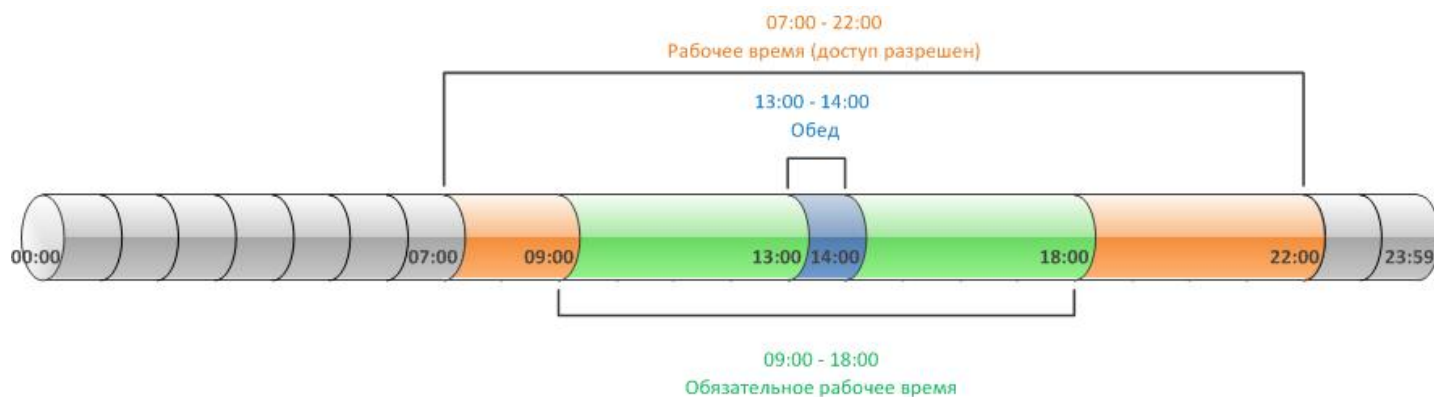 07:00 - 22:00
Рабочее время (доступ разрешен)
13:00 - 14:00
Обед
00:00 07:00 09:00 13:00 14:00 18:00 22:00 23:59
09:00 - 18:00
Обязательное рабочее время